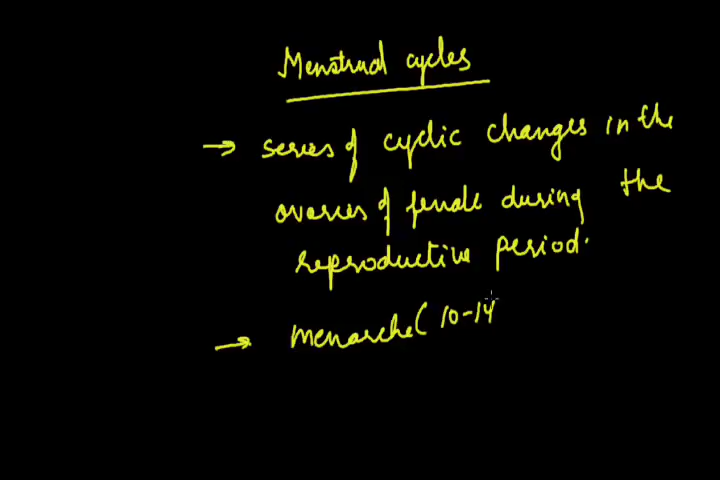 Menstrual cycles
→ series of cyclic changes in the
ovaries of female during the
reproductive period.
→ menarche( 10-14